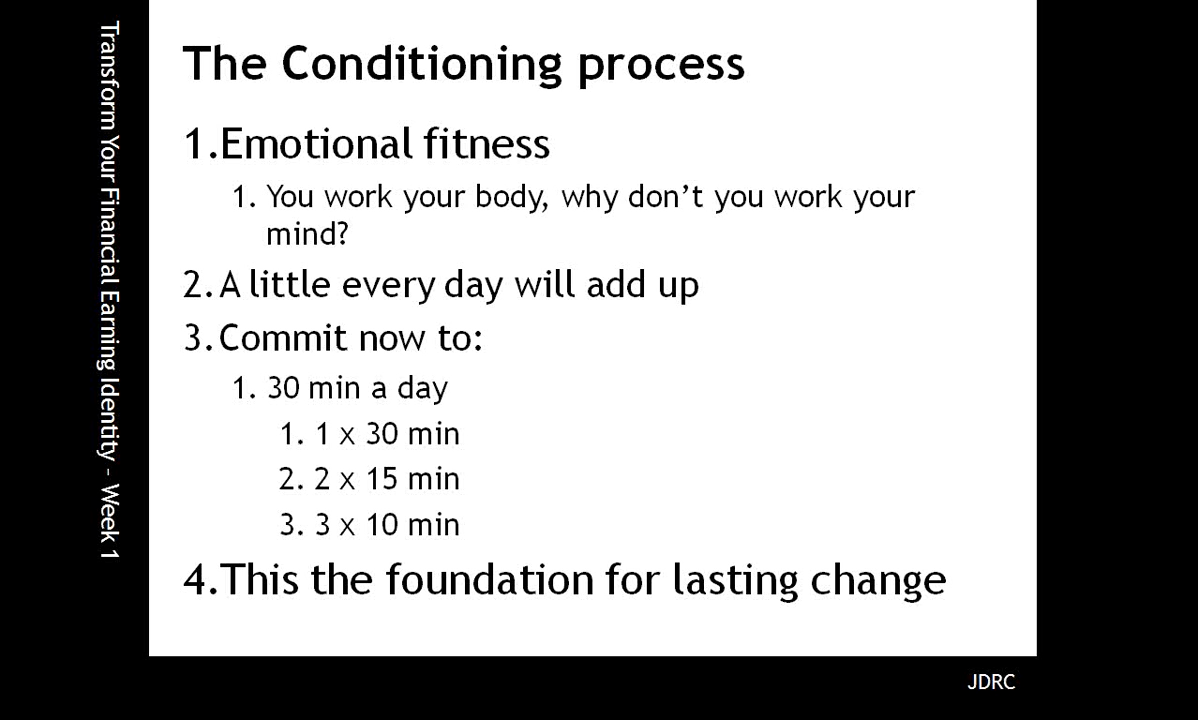 Transform Your Financial Earning Identity - Week 1
The Conditioning process
1.Emotional fitness
1. You work your body, why don’t you work your
mind?
2. A little every day will add up
3. Commit now to:
1. 30 min a day
1. 1 x 30 min
2. 2 x 15 min
3. 3 x 10 min
4.This the foundation for lasting change
JDRC